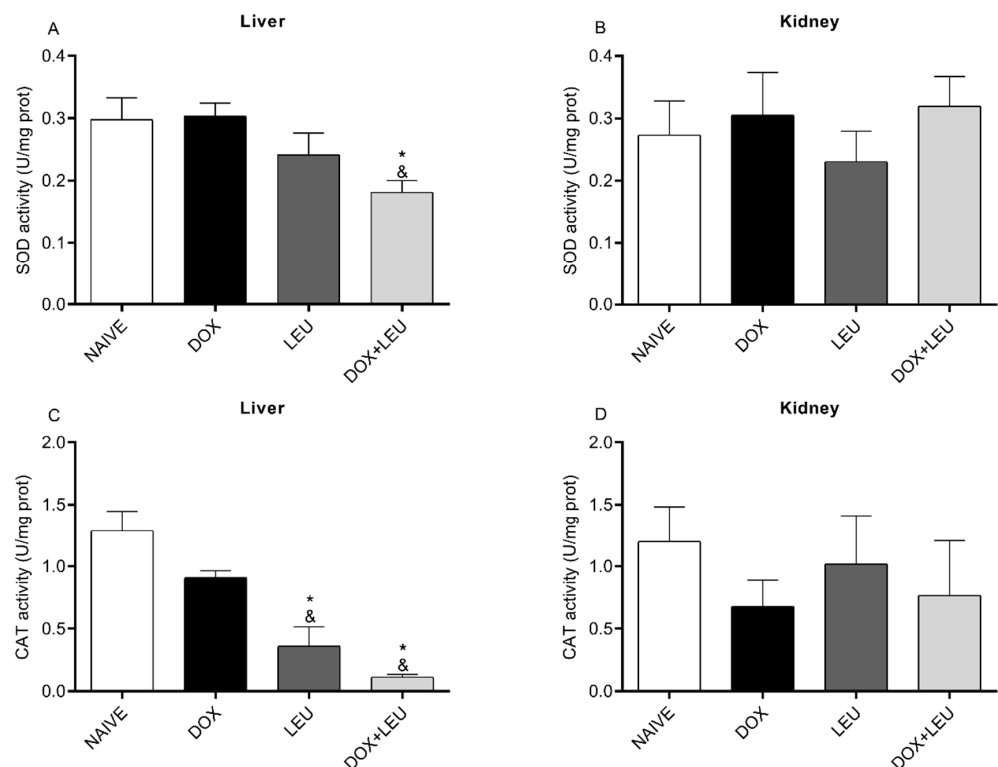 A
Liver
SOD activity (U/mg prot)
0.4
0.3
0.2
0.1
0.0
*
&
NAIVE
DOX
LEU
DOX+LEU
B
Kidney
SOD activity (U/mg prot)
0.4
0.3
0.2
0.1
0.0
NAIVE
DOX
LEU
DOX+LEU
C
Liver
CAT activity (U/mg prot)
2.0
1.5
1.0
0.5
0.0
*
&
*
&
NAIVE
DOX
LEU
DOX+LEU
D
Kidney
CAT activity (U/mg prot)
2.0
1.5
1.0
0.5
0.0
NAIVE
DOX
LEU
DOX+LEU